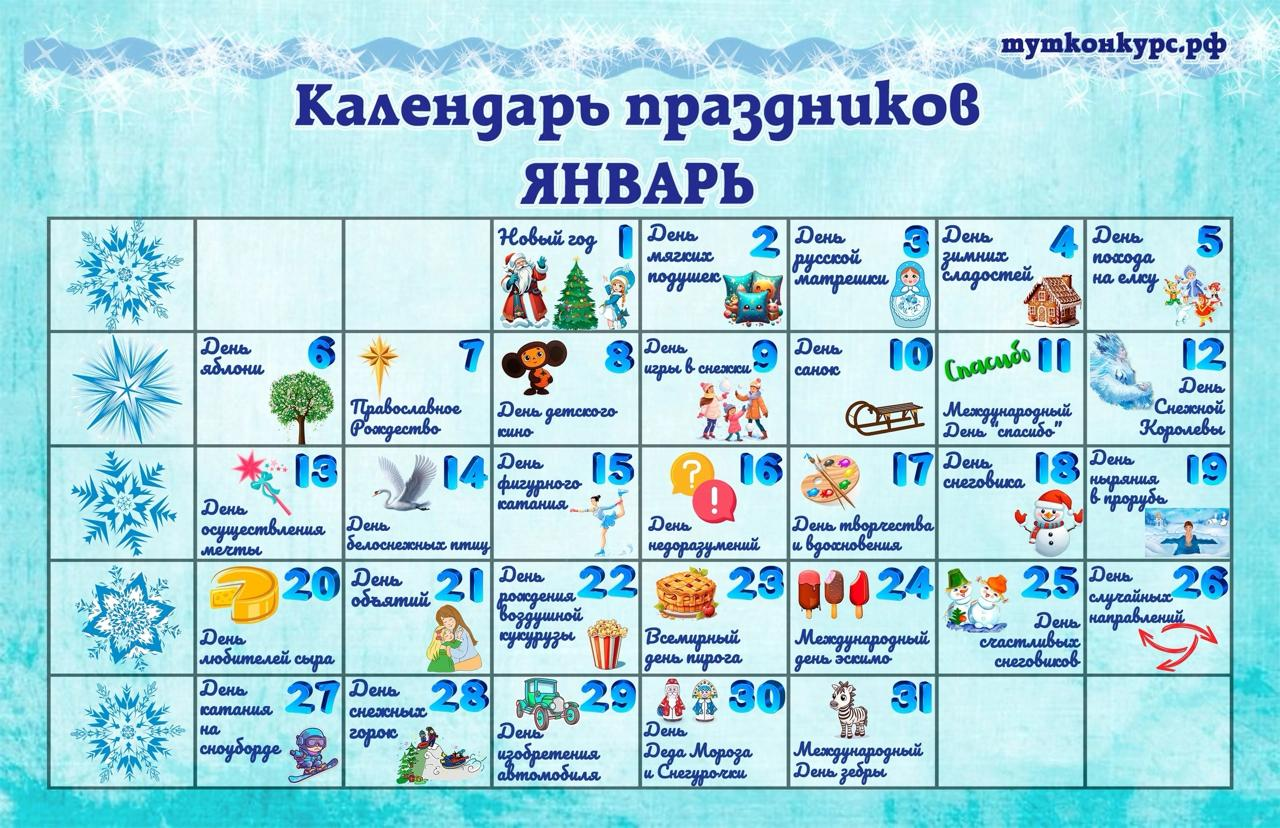 тутконкурс.рф
Календарь праздников
ЯНВАРЬ
Новый год 1
День 2
мягких
подушек
День 3
русской
матрешки
День 4
зимних
сладостей
День 5
похода
на елку
День 6
яблони
7
Православное
Рождество
8
День детского
кино
День 9
игры в снежки
День 10
санок
Спасибо 11
Международный
День "спасибо"
12
День
Снежной
Королевы
13
День
осуществления
мечты
14
День
белоснежных птиц
День 15
фигурного
катания
16
? !
День
недоразумений
17
День творчества
и вдохновения
День 18
снеговика
День 19
ныряния
в прорубь
20
День
любителей сыра
День 21
объятий
День 22
рождения
воздушной
кукурузы
23
Всемирный
день пирога
24
Международный
день эскимо
25
День
счастливых
снеговиков
День 26
случайных
направлений
День 27
катания
на
сноуборде
День 28
снежных
горок
29
День
изобретения
автомобиля
30
День
Деда Мороза
и Снегурочки
31
Международный
День зебры